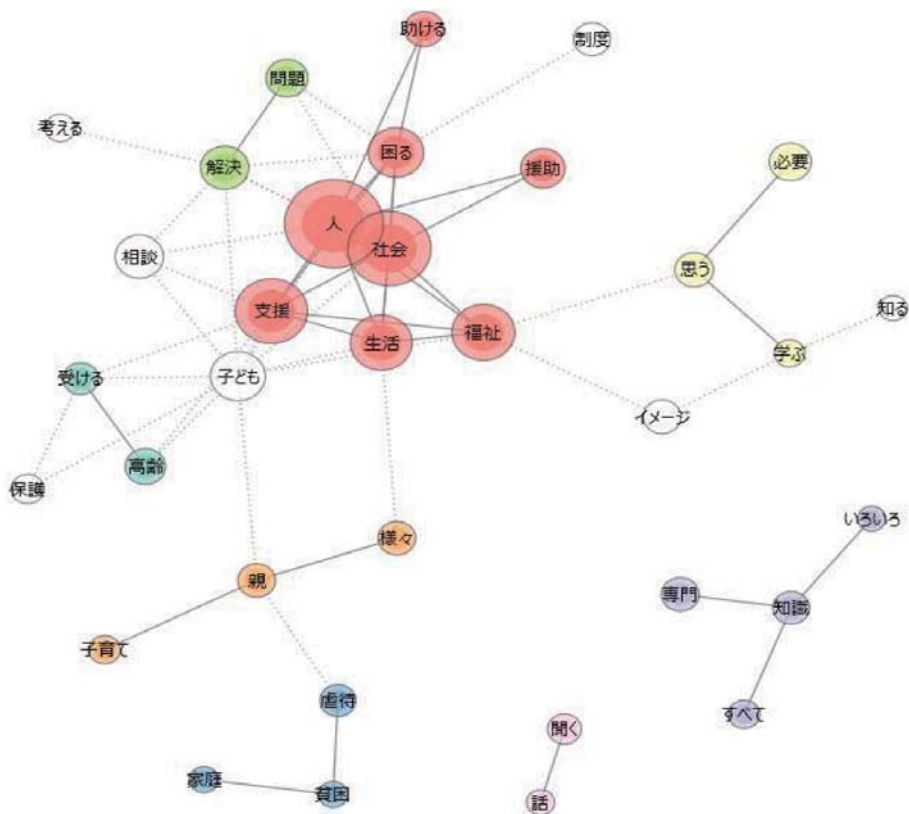 助ける
制度
問題
考える
困る
解決
援助
必要
人
社会
相談
思う
支援
知る
福祉
生活
学ぶ
受ける
子ども
イメージ
高齢
保護
いろいろ
様々
親
専門
知識
子育て
虐待
すべて
聞く
家庭
貧困
話